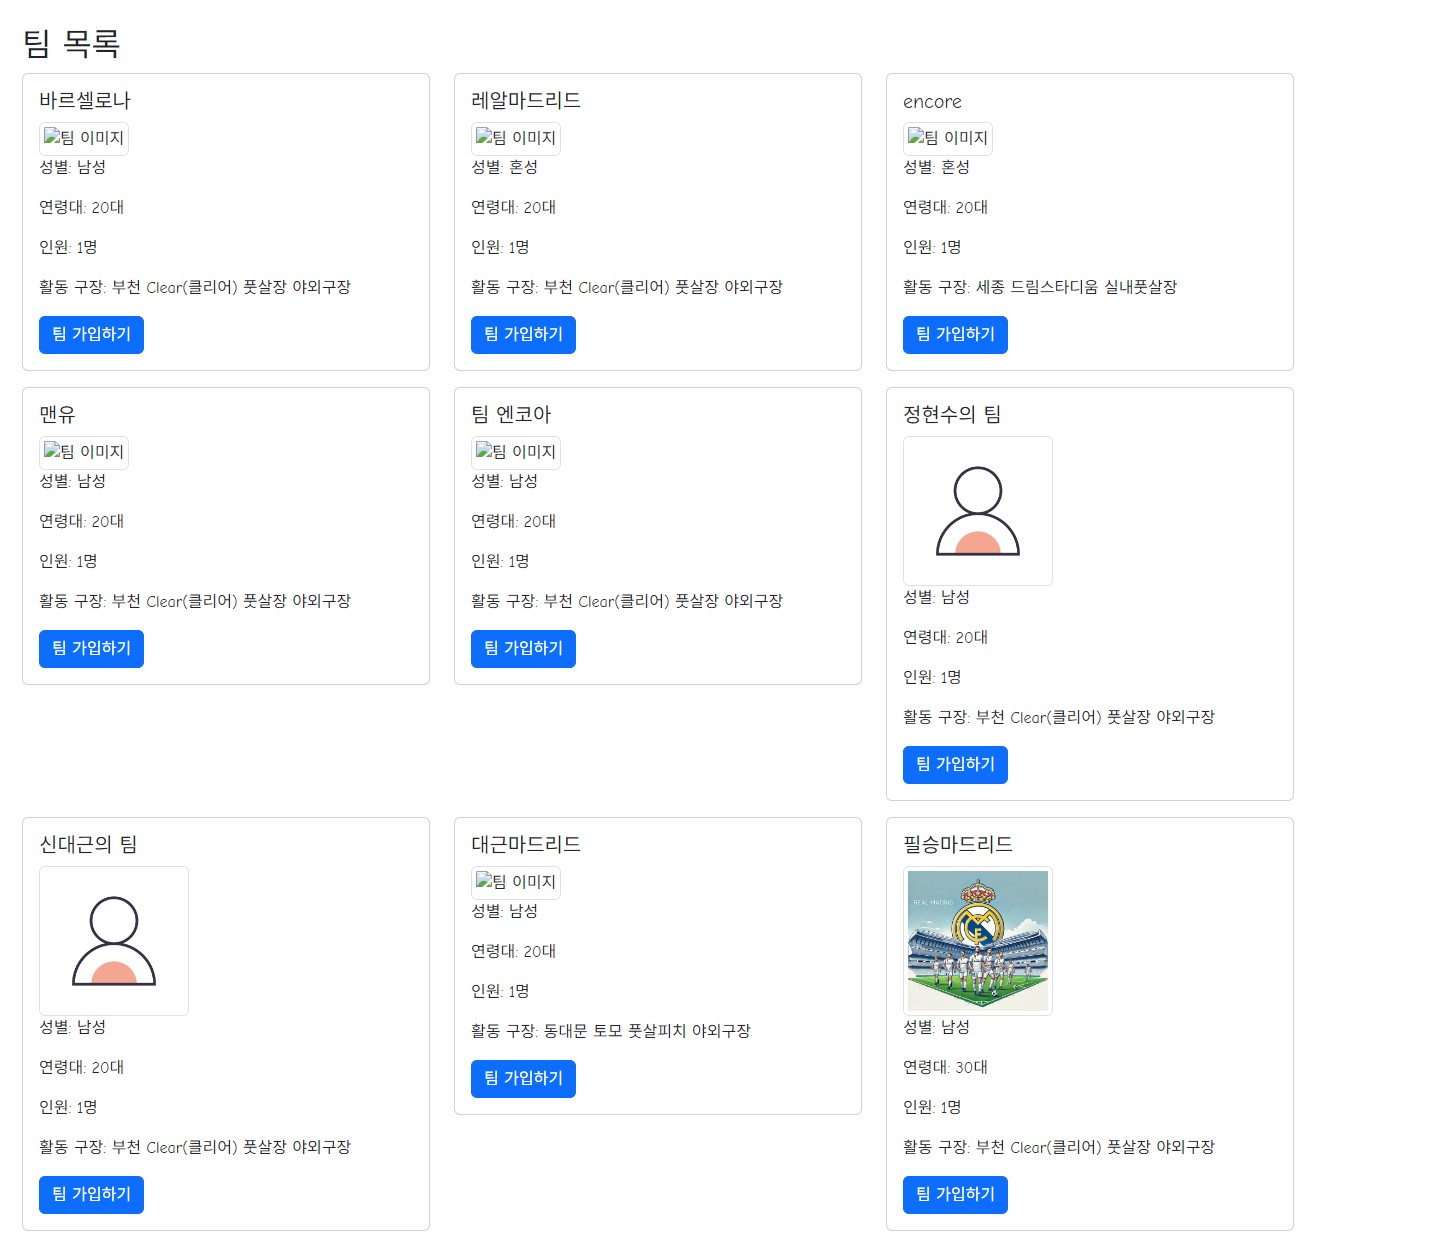 팀 목록
바르셀로나
팀 이미지
성별: 남성
연령대: 20대
인원: 1명
활동 구장: 부천 Clear(클리어) 풋살장 야외구장
팀 가입하기
레알마드리드
팀 이미지
성별: 혼성
연령대: 20대
인원: 1명
활동 구장: 부천 Clear(클리어) 풋살장 야외구장
팀 가입하기
encore
팀 이미지
성별: 혼성
연령대: 20대
인원: 1명
활동 구장: 세종 드림스타디움 실내풋살장
팀 가입하기
맨유
팀 이미지
성별: 남성
연령대: 20대
인원: 1명
활동 구장: 부천 Clear(클리어) 풋살장 야외구장
팀 가입하기
팀 엔코아
팀 이미지
성별: 남성
연령대: 20대
인원: 1명
활동 구장: 부천 Clear(클리어) 풋살장 야외구장
팀 가입하기
정현수의 팀
성별: 남성
연령대: 20대
인원: 1명
활동 구장: 부천 Clear(클리어) 풋살장 야외구장
팀 가입하기
신대근의 팀
성별: 남성
연령대: 20대
인원: 1명
활동 구장: 부천 Clear(클리어) 풋살장 야외구장
팀 가입하기
대근마드리드
팀 이미지
성별: 남성
연령대: 20대
인원: 1명
활동 구장: 동대문 토모 풋살피치 야외구장
팀 가입하기
필승마드리드
REAL MADRID
성별: 남성
연령대: 30대
인원: 1명
활동 구장: 부천 Clear(클리어) 풋살장 야외구장
팀 가입하기